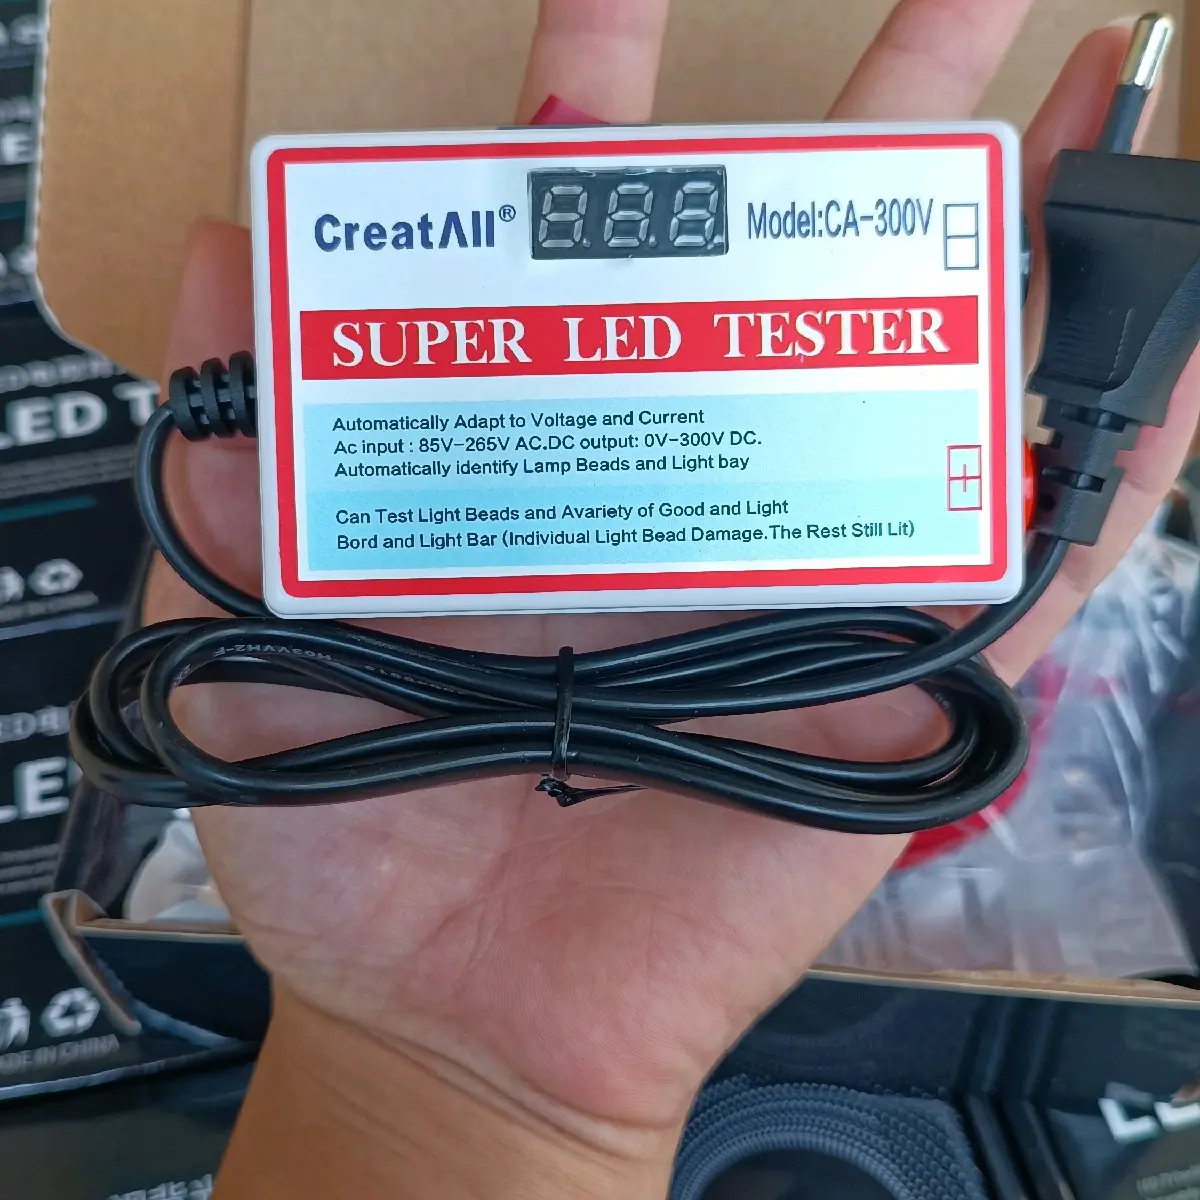 CreatAll®
Model:CA-300V
SUPER LED TESTER
Automatically Adapt to Voltage and Current
Ac input : 85V-265V AC.DC output: 0V-300V DC.
Automatically identify Lamp Beads and Light bay
Can Test Light Beads and Avariety of Good and Light
Bord and Light Bar (Individual Light Bead Damage.The Rest Still Lit)
H03VVH2-F
LED T
LE
MADE IN CHINA